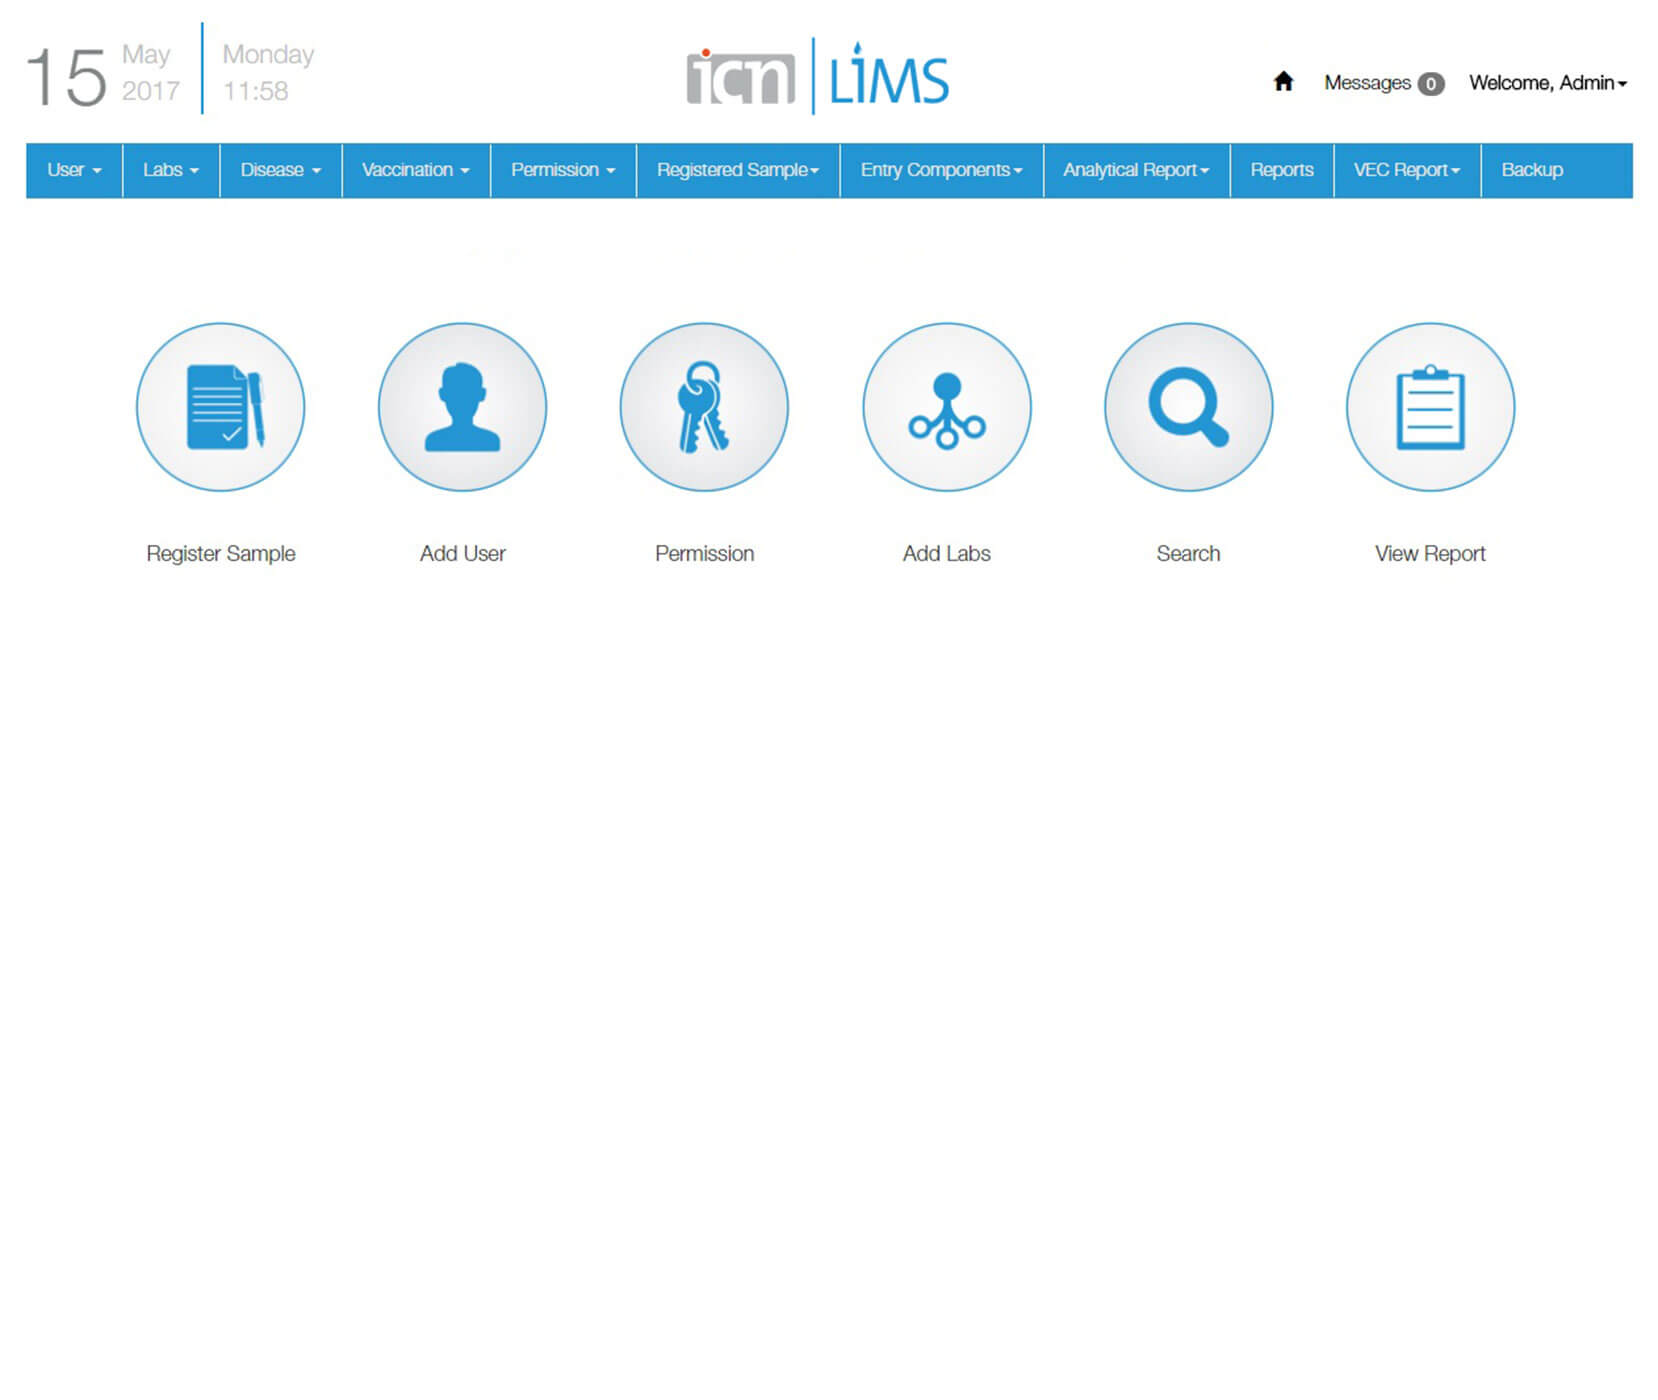 15 May 2017 Monday 11:58
icn LiMS
Messages 0 Welcome, Admin
User Labs Disease Vaccination Permission Registered Sample Entry Components Analytical Report Reports VEC Report Backup
Register Sample Add User Permission Add Labs Search View Report